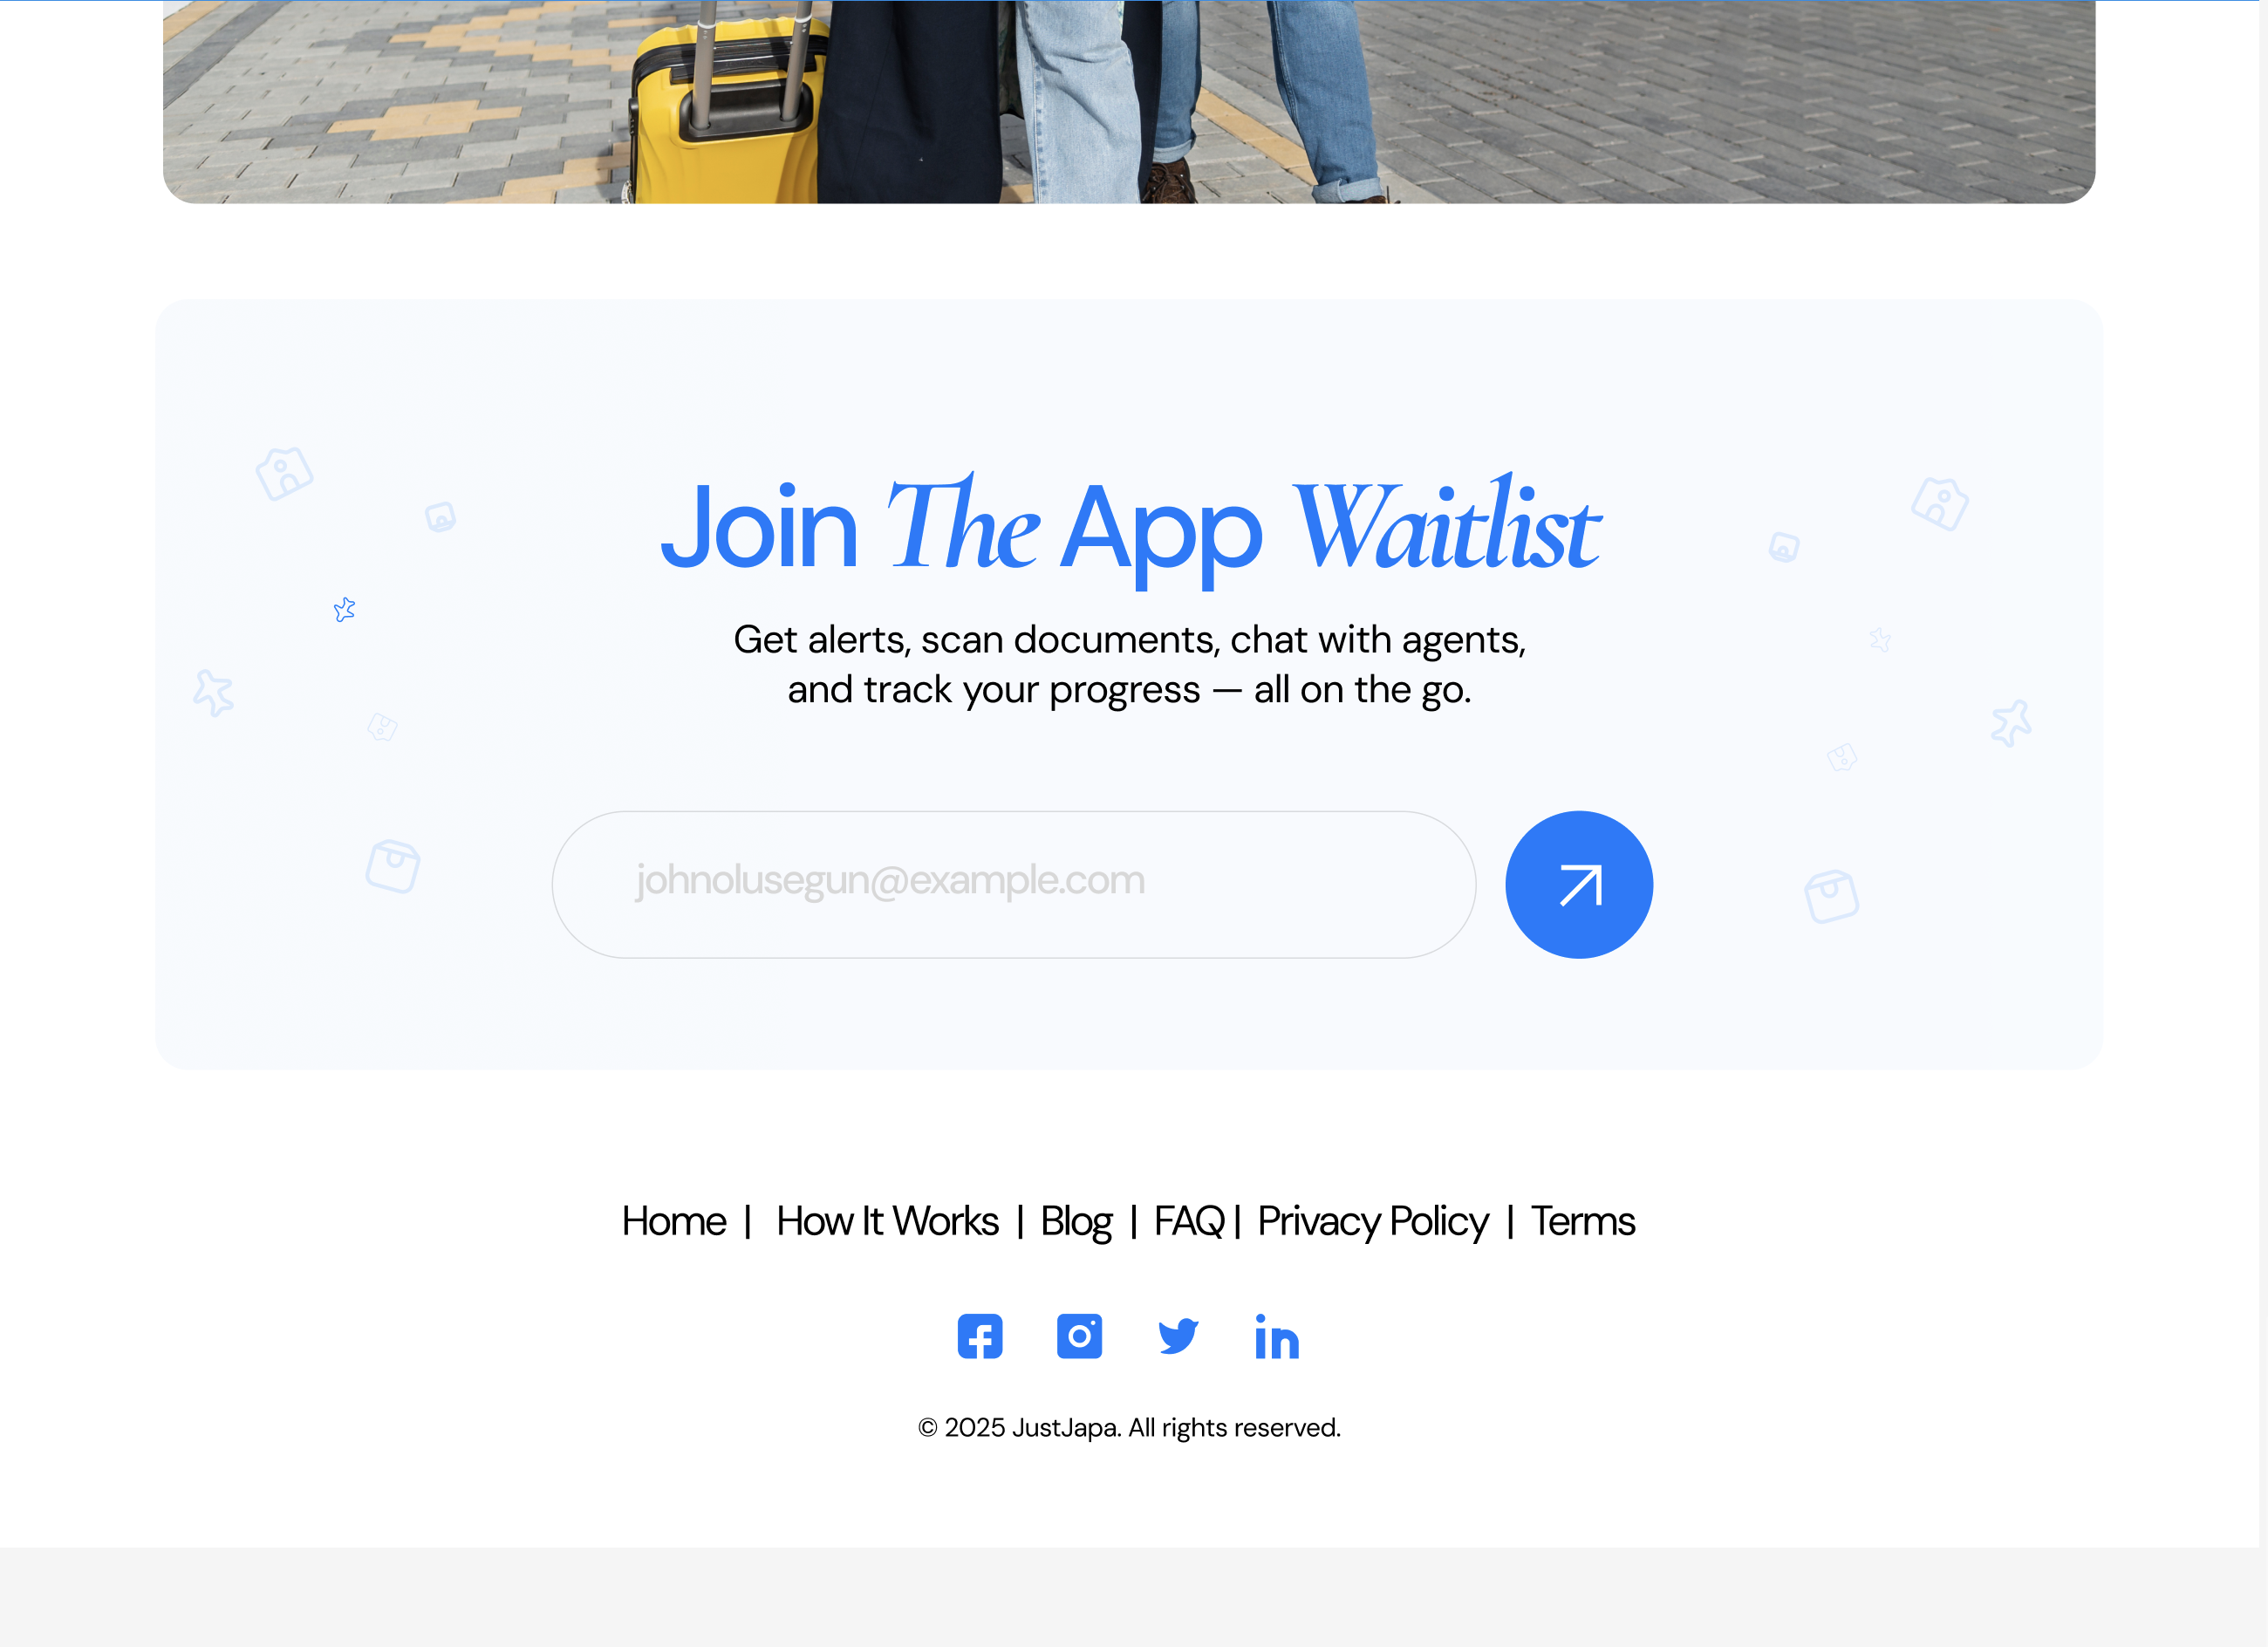 Join The App Waitlist
Get alerts, scan documents, chat with agents,
and track your progress — all on the go.
johnolusegun@example.com
Home | How It Works | Blog | FAQ | Privacy Policy | Terms
© 2025 JustJapa. All rights reserved.